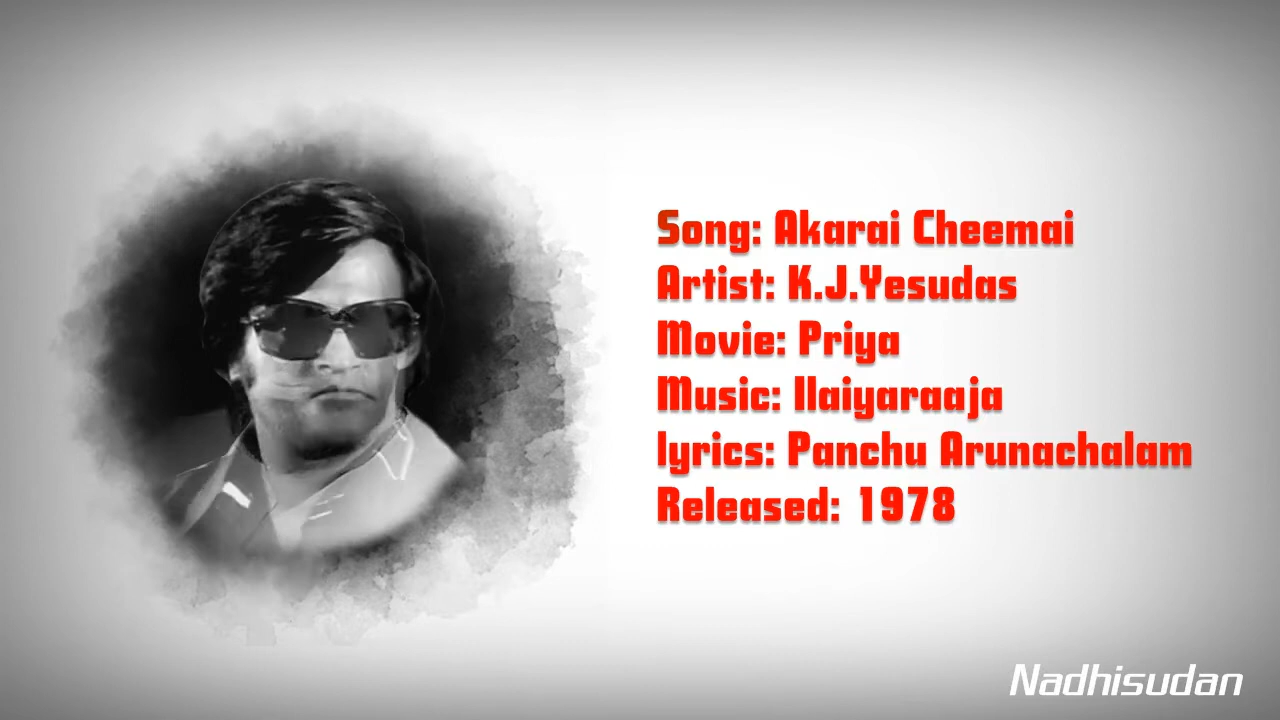 Song: Akarai Cheemai
Artist: K.J.Yesudas
Movie: Priya
Music: Ilaiyaraaja
lyrics: Panchu Arunachalam
Released: 1978
Nadhisudan